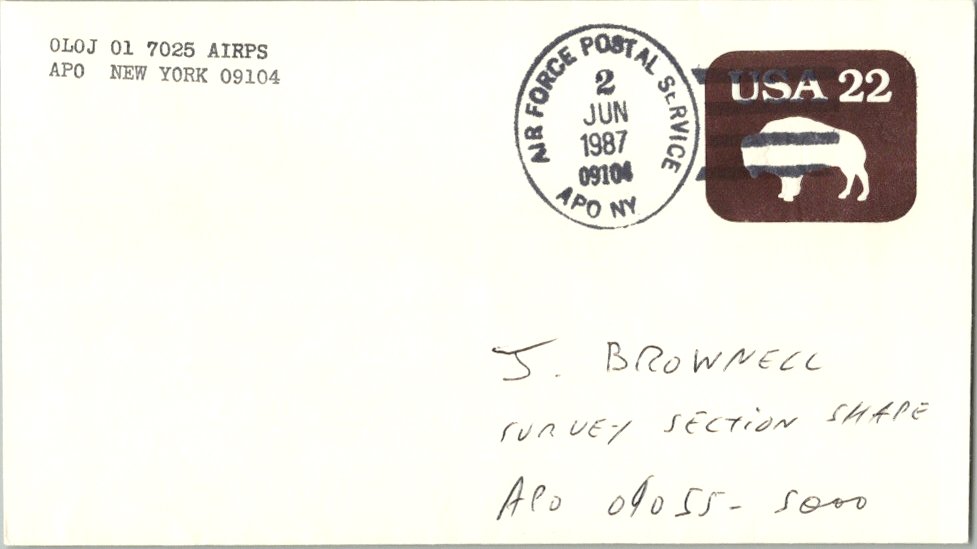 OLOJ 01 7025 AIRPS
APO NEW YORK 09104
AIR FORCE POSTAL SERVICE
2
JUN
1987
09104
APO NY
USA 22
J. BROWNELL
SURVEY SECTION SHAPE
APO 09055-5000